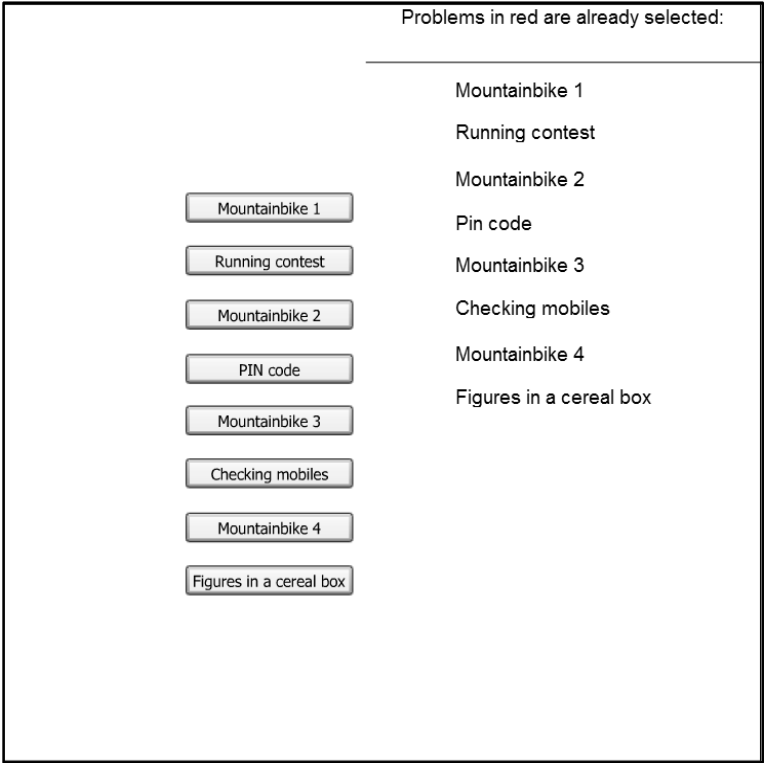 Problems in red are already selected:
Mountainbike 1
Running contest
Mountainbike 2
Pin code
Mountainbike 3
Checking mobiles
Mountainbike 4
Figures in a cereal box
Mountainbike 1
Running contest
Mountainbike 2
PIN code
Mountainbike 3
Checking mobiles
Mountainbike 4
Figures in a cereal box